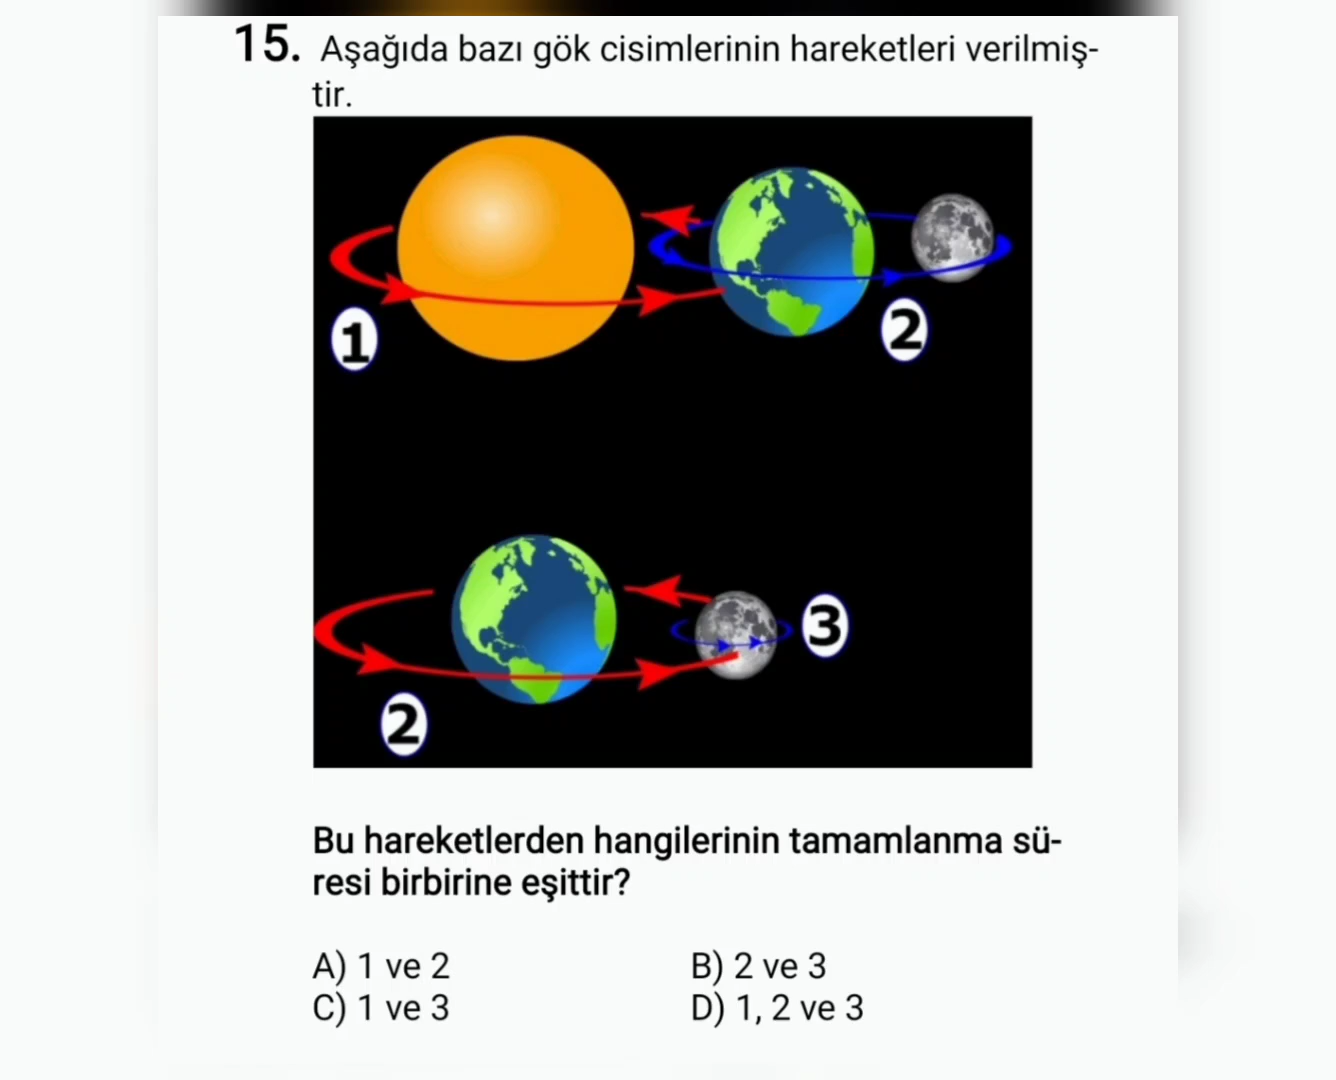 15. Aşağıda bazı gök cisimlerinin hareketleri verilmiş-
tir.
1
2
3
2
Bu hareketlerden hangilerinin tamamlanma sü-
resi birbirine eşittir?
A) 1 ve 2
B) 2 ve 3
C) 1 ve 3
D) 1, 2 ve 3